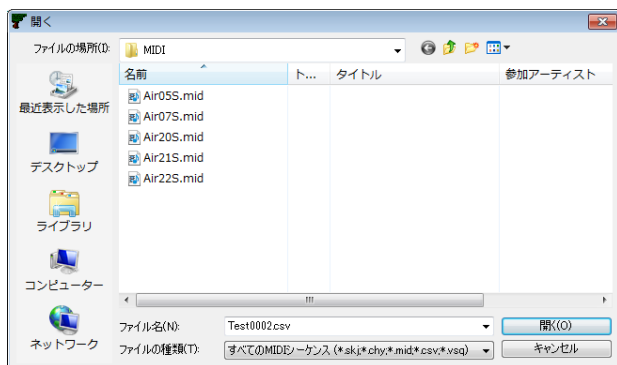 開く
ファイルの場所(I):
MIDI
名前
ト...
タイトル
参加アーティスト
Air05S.mid
Air07S.mid
Air20S.mid
Air21S.mid
Air22S.mid
最近表示した場所
デスクトップ
ライブラリ
コンピューター
ネットワーク
ファイル名(N):
Test0002.csv
開く(O)
ファイルの種類(T):
すべてのMIDIシーケンス (*.skj;*.chy;*.mid;*.csv;*.vsq)
キャンセル